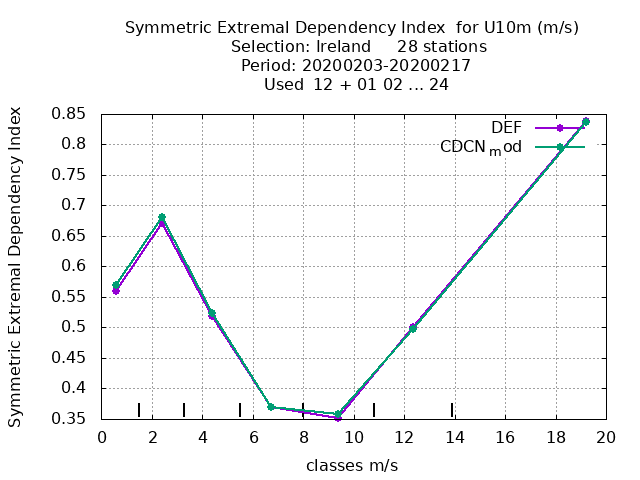 Symmetric Extremal Dependency Index  for U10m (m/s)
Selection: Ireland     28 stations
Period: 20200203-20200217
Used  12 + 01 02 ... 24
Symmetric Extremal Dependency Index
0.85
0.8
0.75
0.7
0.65
0.6
0.55
0.5
0.45
0.4
0.35
DEF
CDCNmod
0 2 4 6 8 10 12 14 16 18 20
classes m/s